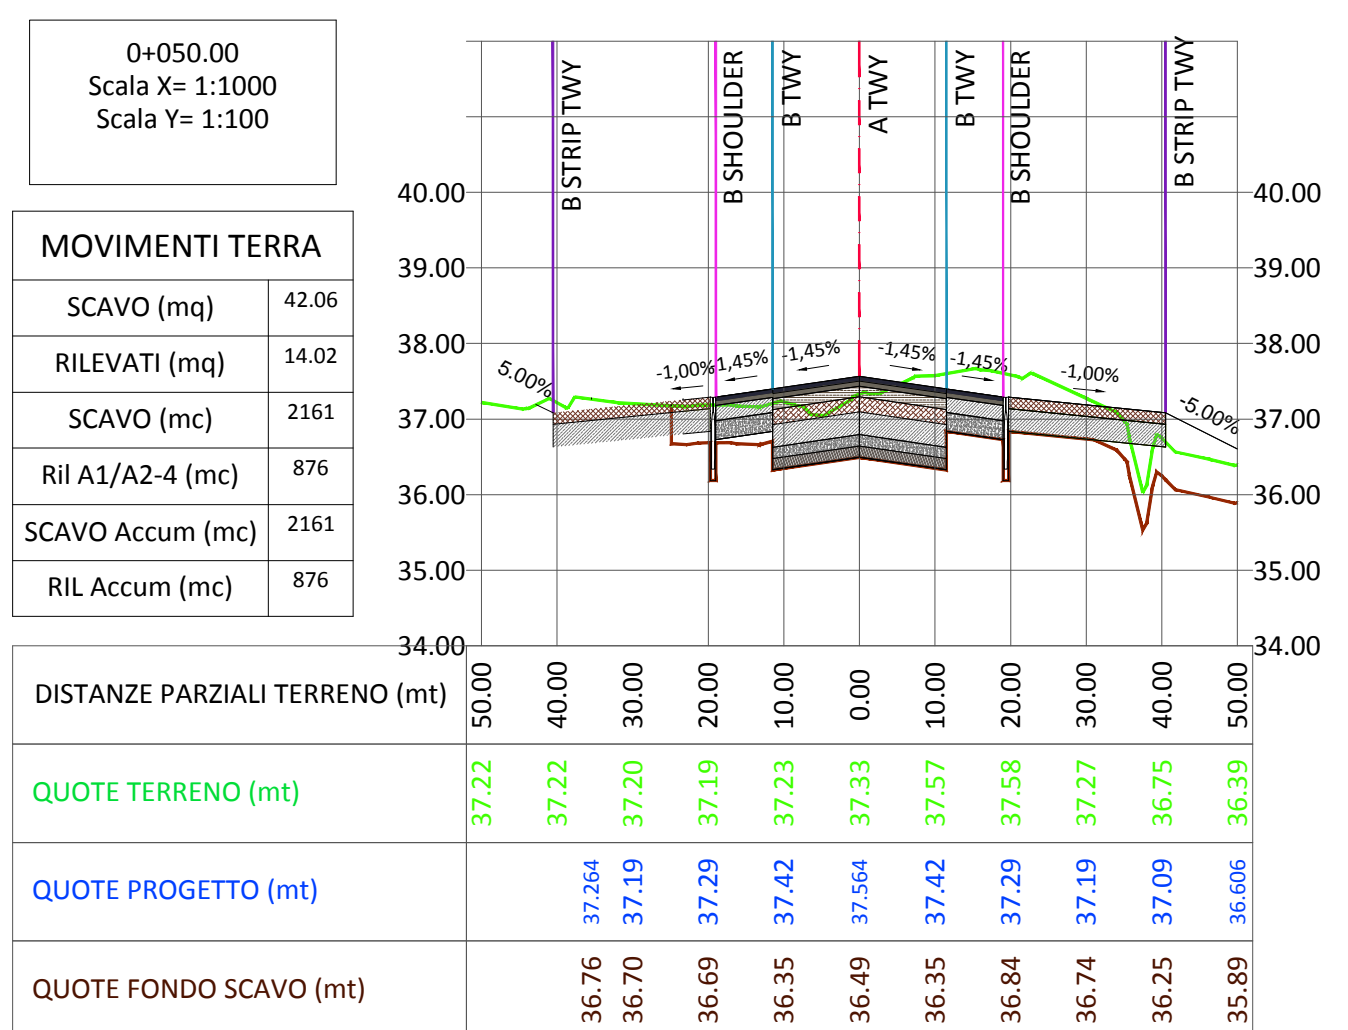 0+050.00
Scala X= 1:1000
Scala Y= 1:100
MOVIMENTI TERRA
SCAVO (mq) 42.06
RILEVATI (mq) 14.02
SCAVO (mc) 2161
Ril A1/A2-4 (mc) 876
SCAVO Accum (mc) 2161
RIL Accum (mc) 876
B STRIP TWY
B SHOULDER
B TWY
A TWY
B TWY
B SHOULDER
B STRIP TWY
40.00 40.00
39.00 39.00
38.00 38.00
37.00 37.00
36.00 36.00
35.00 35.00
34.00 34.00
5.00% -1,00% -1,45% -1,45% -1,45% -1,45% -1,00% -5.00%
DISTANZE PARZIALI TERRENO (mt) 50.00 40.00 30.00 20.00 10.00 0.00 10.00 20.00 30.00 40.00 50.00
QUOTE TERRENO (mt) 37.22 37.22 37.20 37.19 37.23 37.33 37.57 37.58 37.27 36.75 36.39
QUOTE PROGETTO (mt) 37.264 37.19 37.29 37.42 37.564 37.42 37.29 37.19 37.09 36.606
QUOTE FONDO SCAVO (mt) 36.76 36.70 36.69 36.35 36.49 36.35 36.84 36.74 36.25 35.89